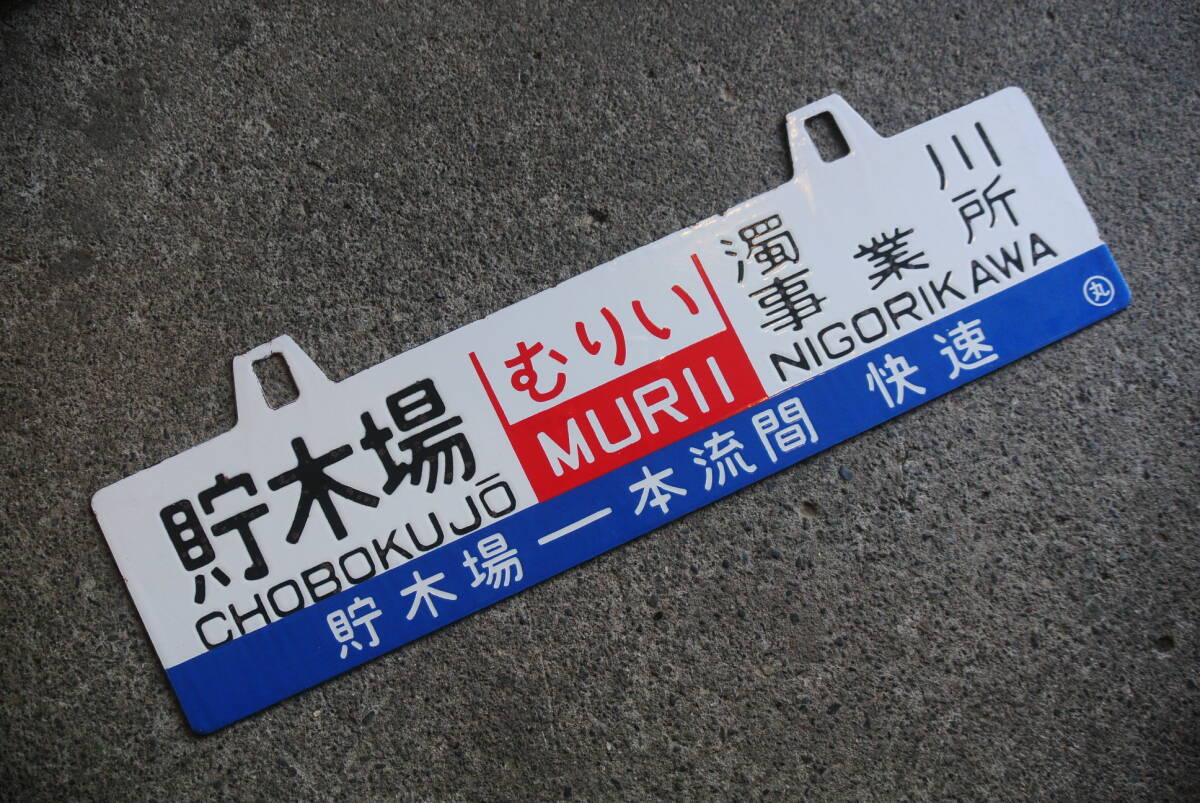 貯木場
CHOBOKUJŌ
むりい
MURII
濁川
事業所
NIGORIKAWA
貯木場ー本流間 快速
丸